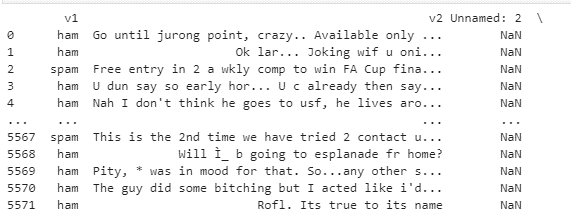 v1 v2 Unnamed: 2 \
0 ham Go until jurong point, crazy.. Available only ... NaN
1 ham Ok lar... Joking wif u oni... NaN
2 spam Free entry in 2 a wkly comp to win FA Cup fina... NaN
3 ham U dun say so early hor... U c already then say... NaN
4 ham Nah I don't think he goes to usf, he lives aro... NaN
... ... ... ...
5567 spam This is the 2nd time we have tried 2 contact u... NaN
5568 ham Will Ì_ b going to esplanade fr home? NaN
5569 ham Pity, * was in mood for that. So...any other s... NaN
5570 ham The guy did some bitching but I acted like i'd... NaN
5571 ham Rofl. Its true to its name NaN